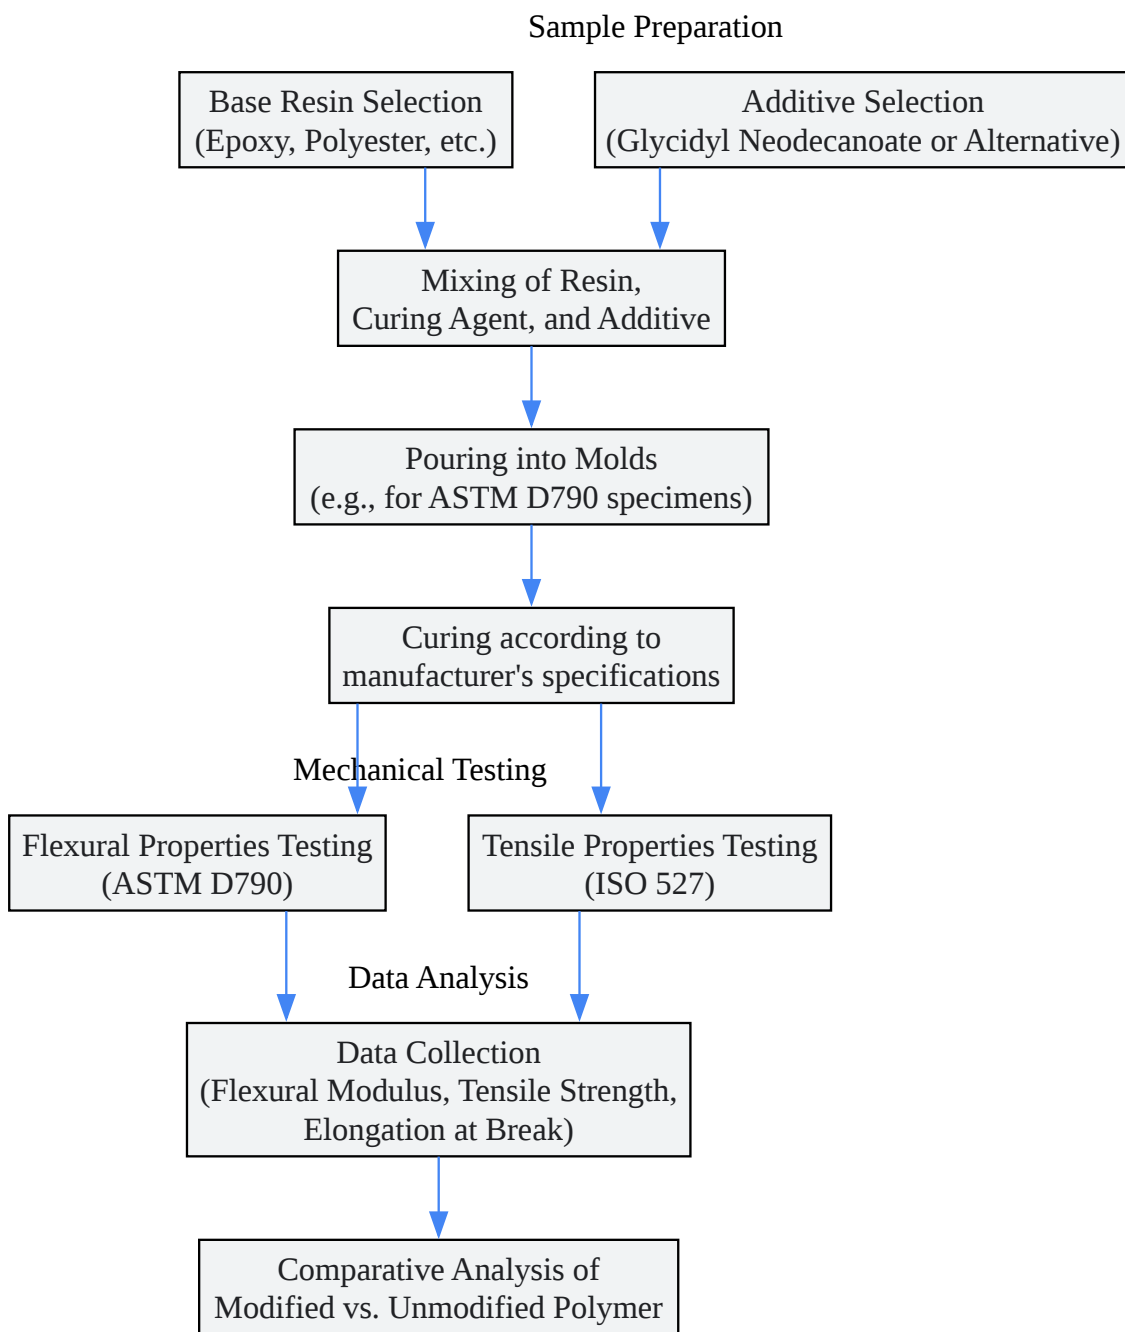 Sample Preparation
Base Resin Selection
(Epoxy, Polyester, etc.)
Additive Selection
(Glycidyl Neodecanoate or Alternative)
Mixing of Resin,
Curing Agent, and Additive
Pouring into Molds
(e.g., for ASTM D790 specimens)
Curing according to
manufacturer's specifications
Mechanical Testing
Flexural Properties Testing
(ASTM D790)
Tensile Properties Testing
(ISO 527)
Data Analysis
Data Collection
(Flexural Modulus, Tensile Strength,
Elongation at Break)
Comparative Analysis of
Modified vs. Unmodified Polymer